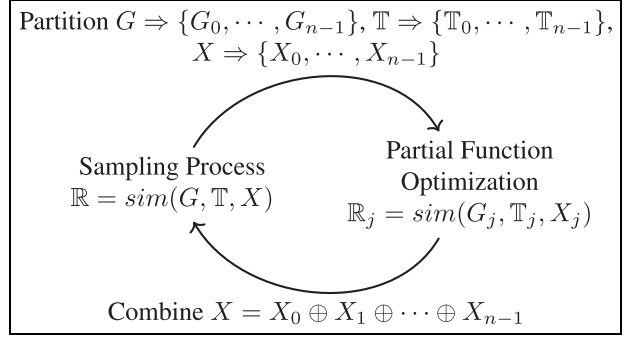 Partition G ⇒ {G₀, ⋯ , Gₙ₋₁}, 𝕋 ⇒ {𝕋₀, ⋯ , 𝕋ₙ₋₁},
X ⇒ {X₀, ⋯ , Xₙ₋₁}
Sampling Process
ℝ = sim(G, 𝕋, X)
Partial Function
Optimization
ℝⱼ = sim(Gⱼ, 𝕋ⱼ, Xⱼ)
Combine X = X₀ ⊕ X₁ ⊕ ⋯ ⊕ Xₙ₋₁